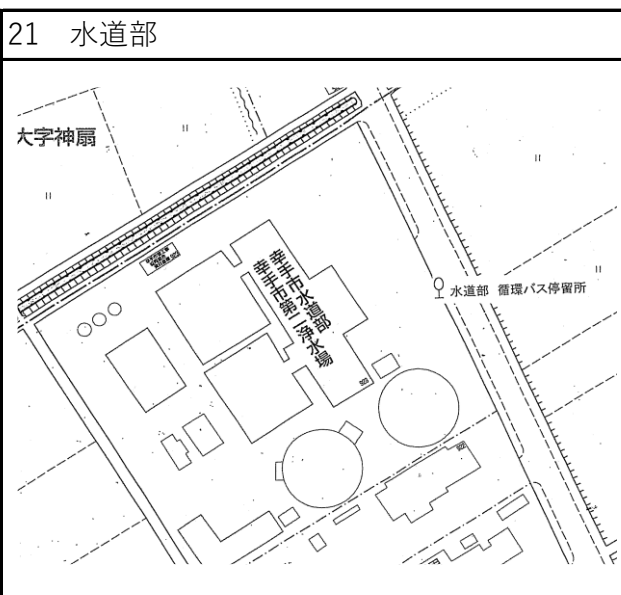 21 水道部
大字神扇
幸手市水道部
幸手市第二浄水場
水道部 循環バス停留所